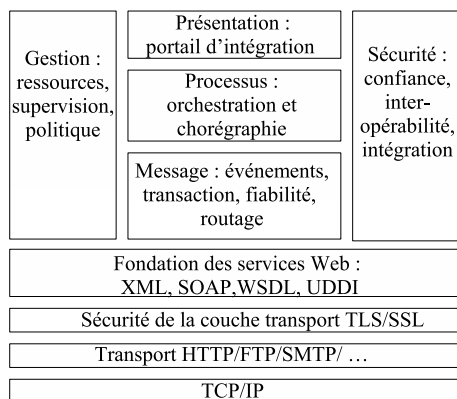 Gestion :
ressources,
supervision,
politique
Présentation :
portail d’intégration
Processus :
orchestration et
chorégraphie
Message : événements,
transaction, fiabilité,
routage
Sécurité :
confiance,
inter-
opérabilité,
intégration
Fondation des services Web :
XML, SOAP,WSDL, UDDI
Sécurité de la couche transport TLS/SSL
Transport HTTP/FTP/SMTP/ …
TCP/IP